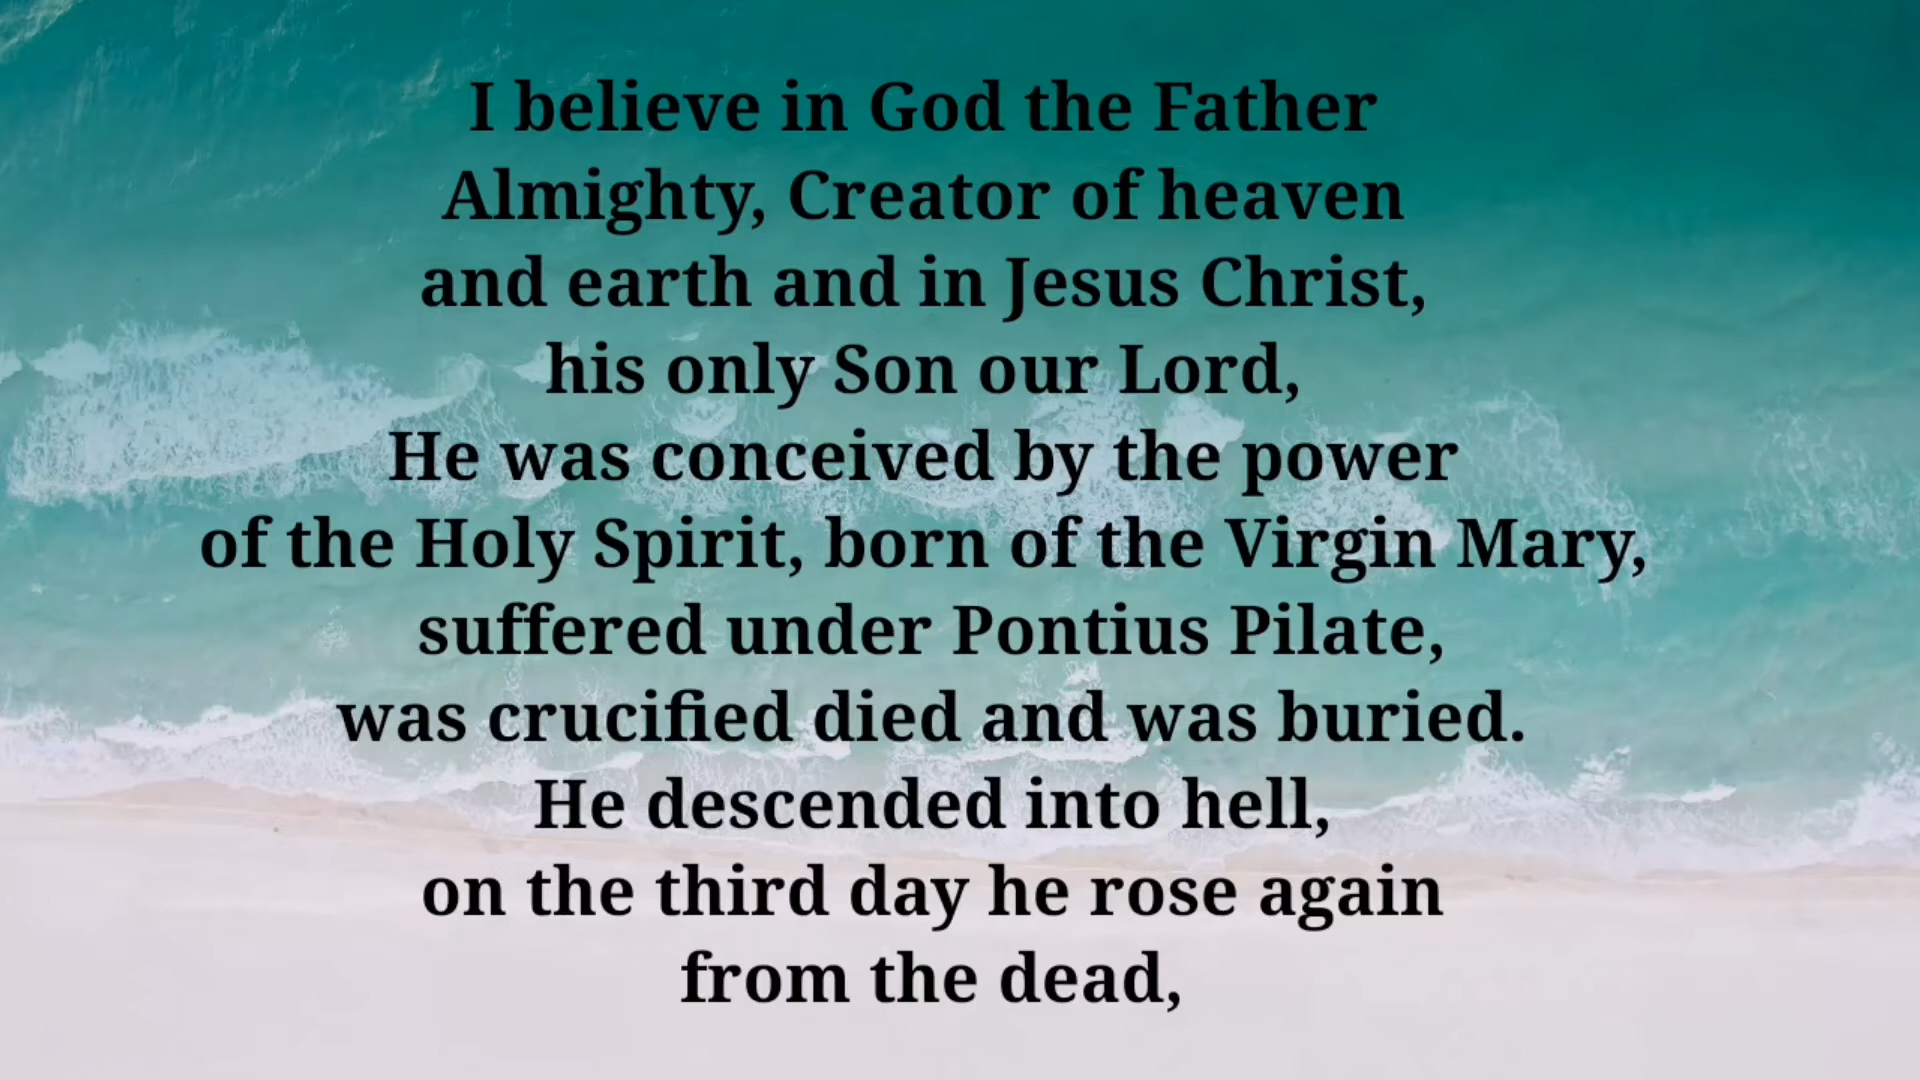 I believe in God the Father
Almighty, Creator of heaven
and earth and in Jesus Christ,
his only Son our Lord,
He was conceived by the power
of the Holy Spirit, born of the Virgin Mary,
suffered under Pontius Pilate,
was crucified died and was buried.
He descended into hell,
on the third day he rose again
from the dead,